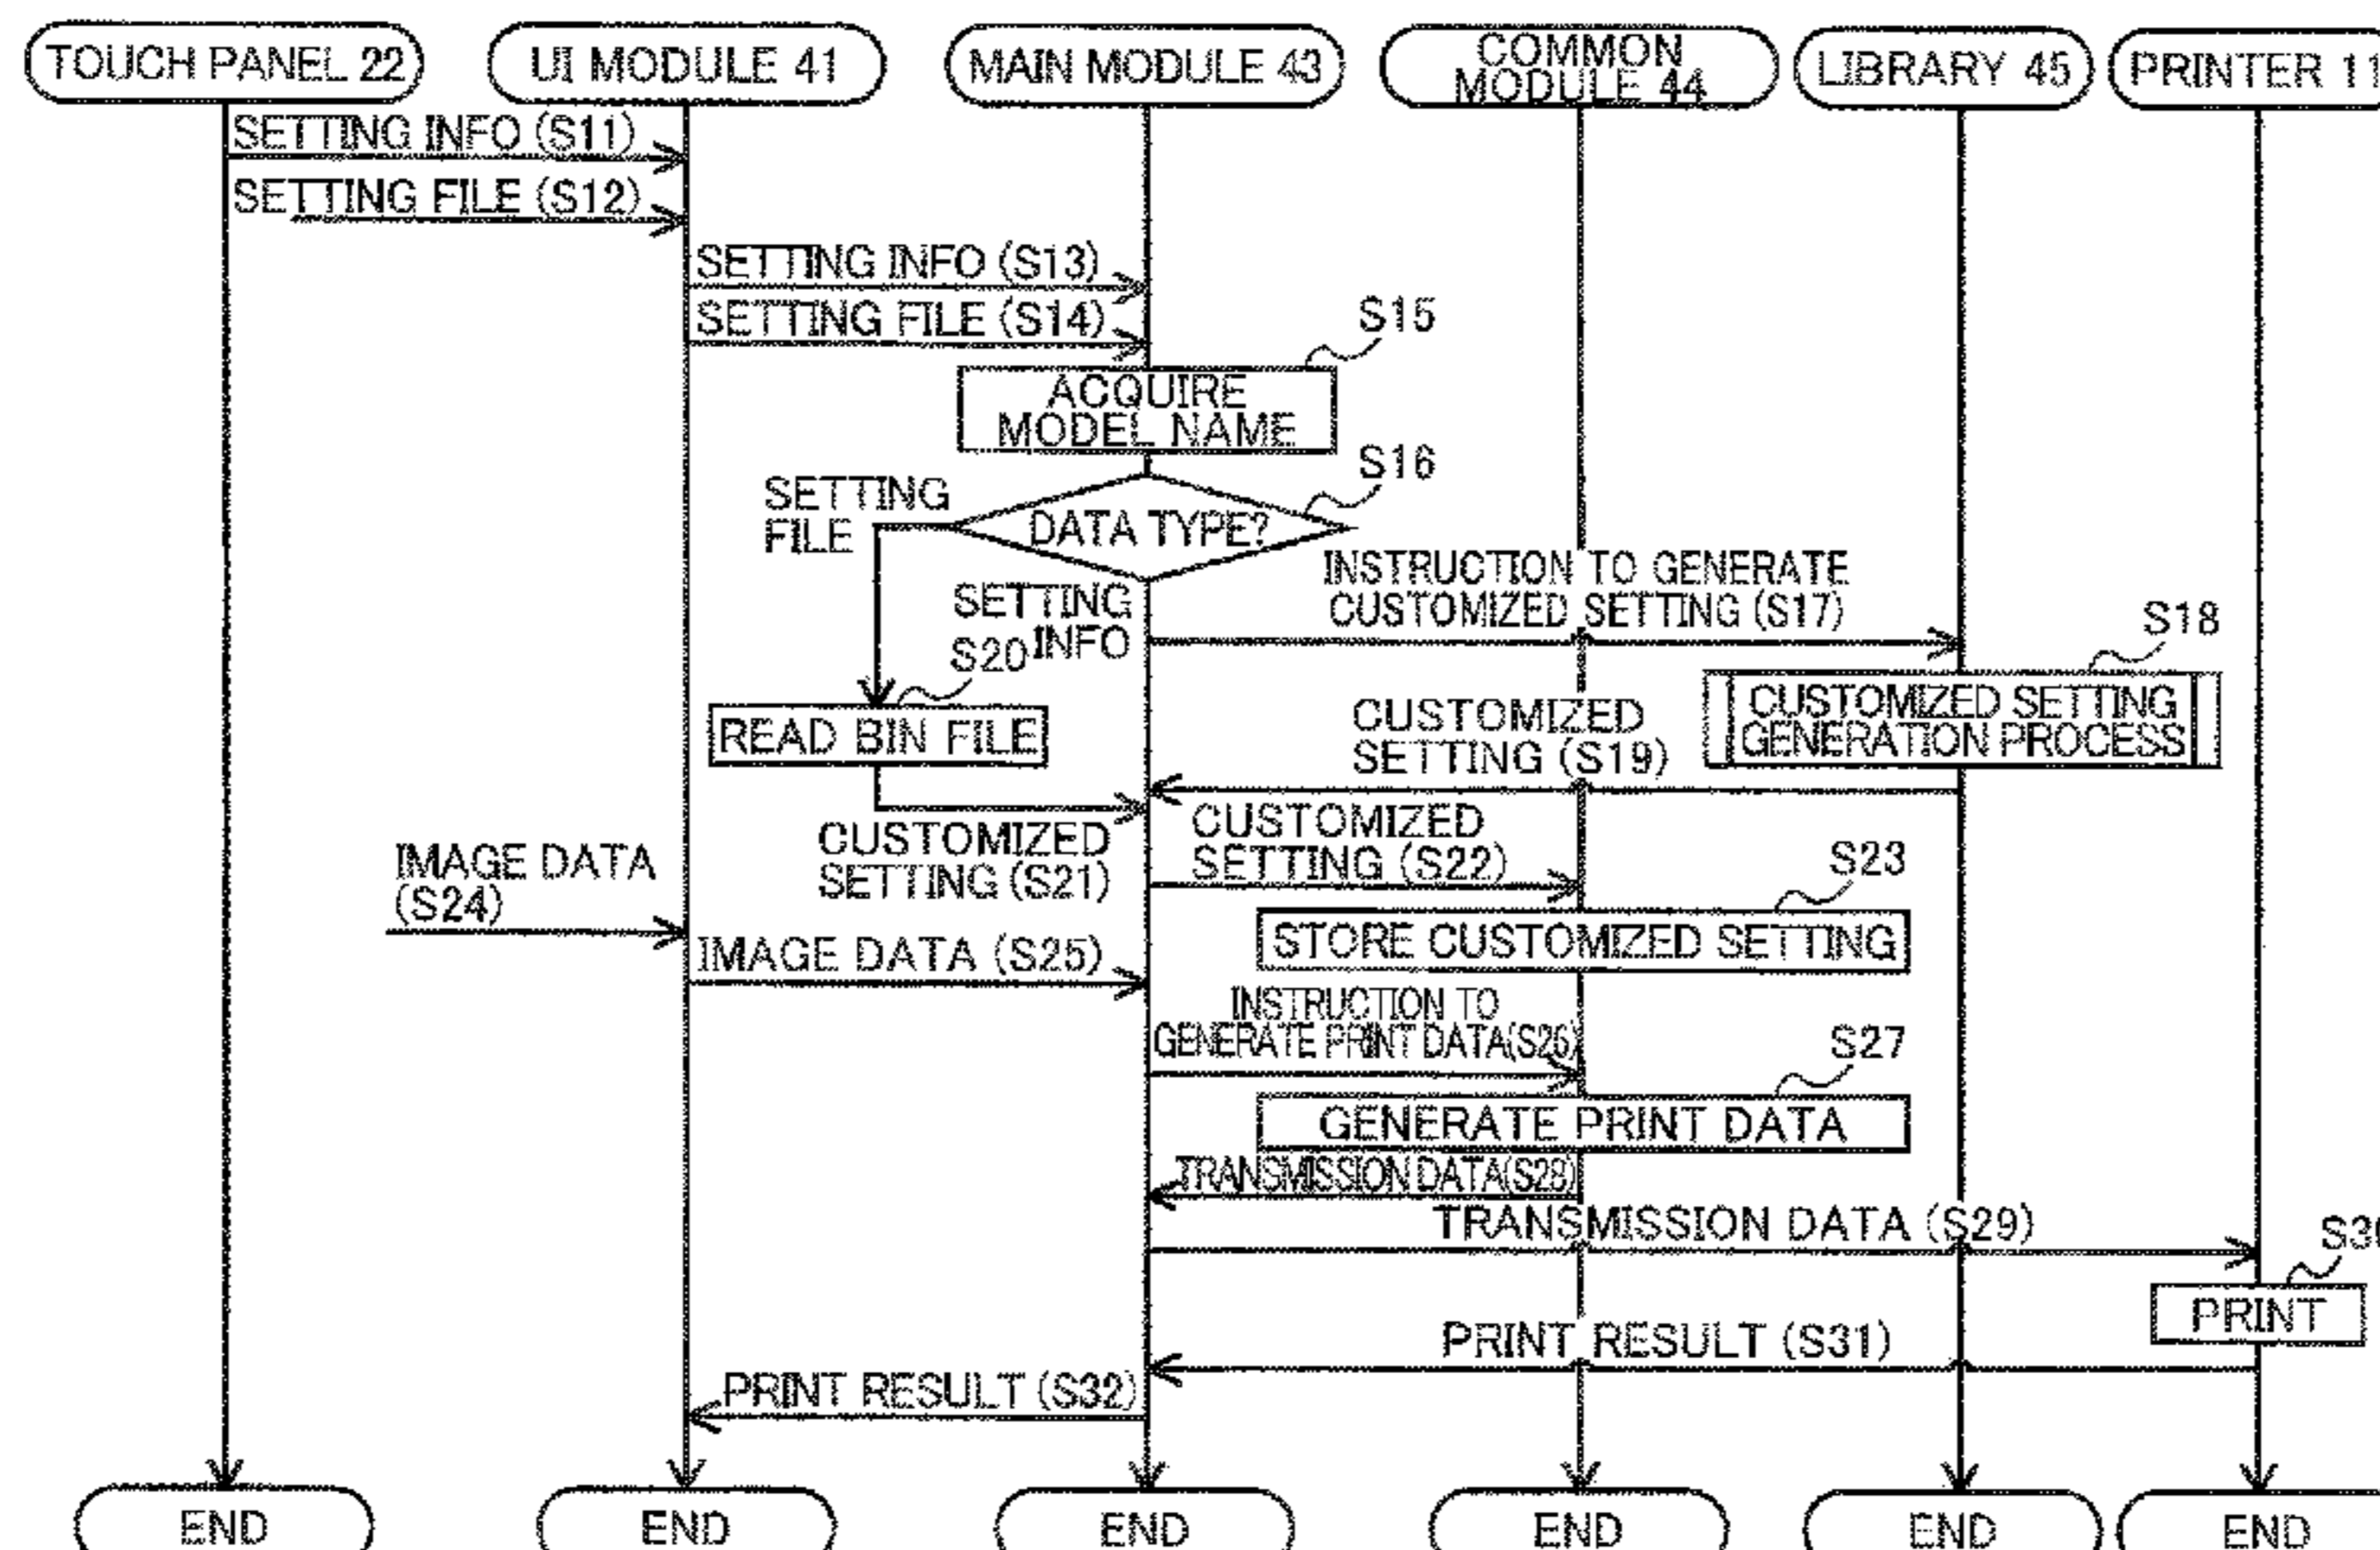 TOUCH PANEL 22
UI MODULE 41
MAIN MODULE 43
COMMON
MODULE 44
LIBRARY 45
PRINTER 11
SETTING INFO (S11)
SETTING FILE (S12)
SETTING INFO (S13)
SETTING FILE (S14)
S15
ACQUIRE
MODEL NAME
S16
SETTING
FILE
DATA TYPE?
SETTING
INFO
INSTRUCTION TO GENERATE
CUSTOMIZED SETTING (S17)
S18
CUSTOMIZED SETTING
GENERATION PROCESS
S20
READ BIN FILE
CUSTOMIZED
SETTING (S19)
CUSTOMIZED
SETTING (S21)
CUSTOMIZED
SETTING (S22)
S23
STORE CUSTOMIZED SETTING
IMAGE DATA
(S24)
IMAGE DATA (S25)
INSTRUCTION TO
GENERATE PRINT DATA(S26)
S27
GENERATE PRINT DATA
TRANSMISSION DATA(S28)
TRANSMISSION DATA (S29)
S30
PRINT
PRINT RESULT (S31)
PRINT RESULT (S32)
END
END
END
END
END
END